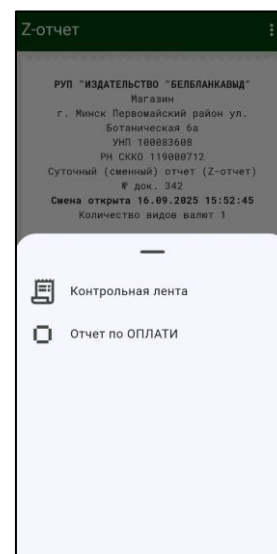 Z-отчет
РУП "ИЗДАТЕЛЬСТВО "БЕЛБЛАНКАВЫД"
Магазин
г. Минск Первомайский район ул.
Ботаническая 6а
УНП 100083608
РН СККО 119000712
Суточный (сменный) отчет (Z-отчет)
№ док. 342
Смена открыта 16.09.2025 15:52:45
Количество видов валют 1
Контрольная лента
Отчет по ОПЛАТИ